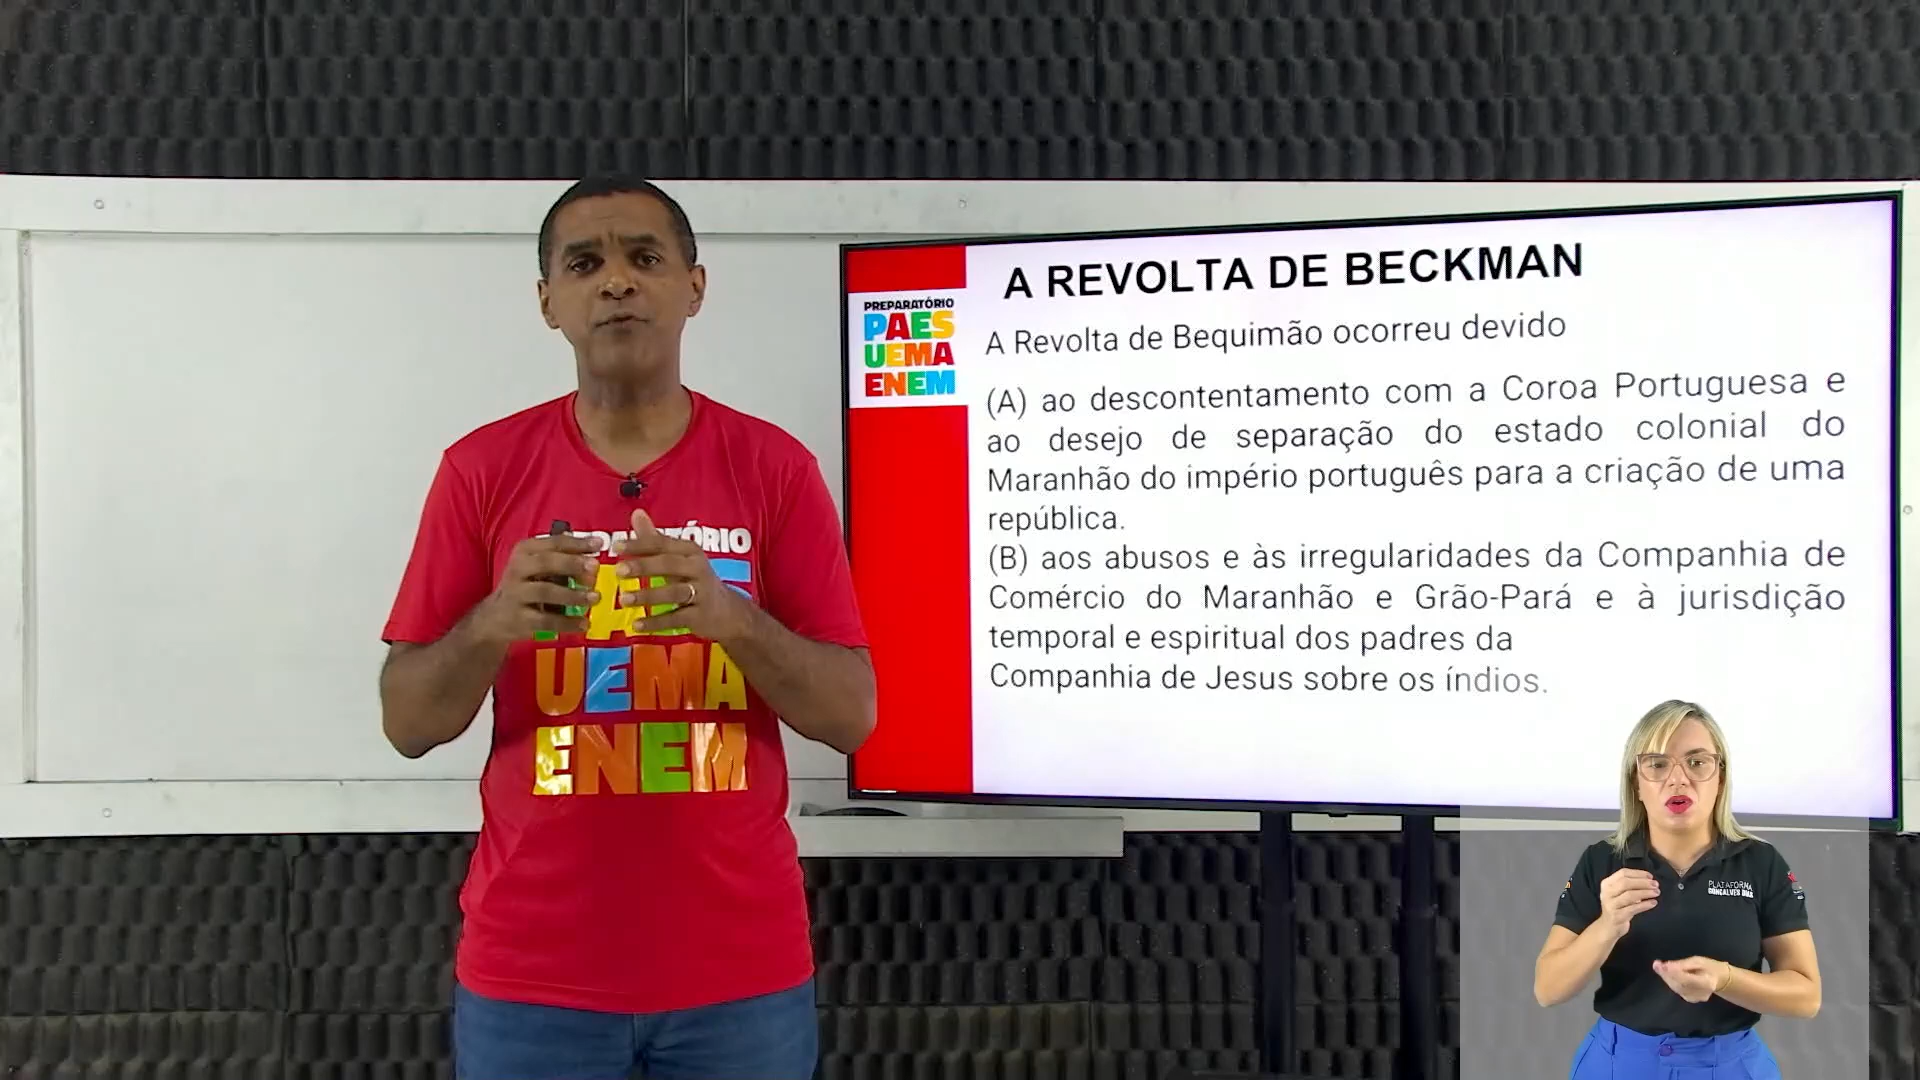 A REVOLTA DE BECKMAN
PREPARATÓRIO
PAES
UEMA
ENEM
A Revolta de Bequimão ocorreu devido
(A) ao descontentamento com a Coroa Portuguesa e
ao desejo de separação do estado colonial do
Maranhão do império português para a criação de uma
república.
(B) aos abusos e às irregularidades da Companhia de
Comércio do Maranhão e Grão-Pará e à jurisdição
temporal e espiritual dos padres da
Companhia de Jesus sobre os índios.
UEMA
ENEM
PLATAFORMA
GONÇALVES DIAS